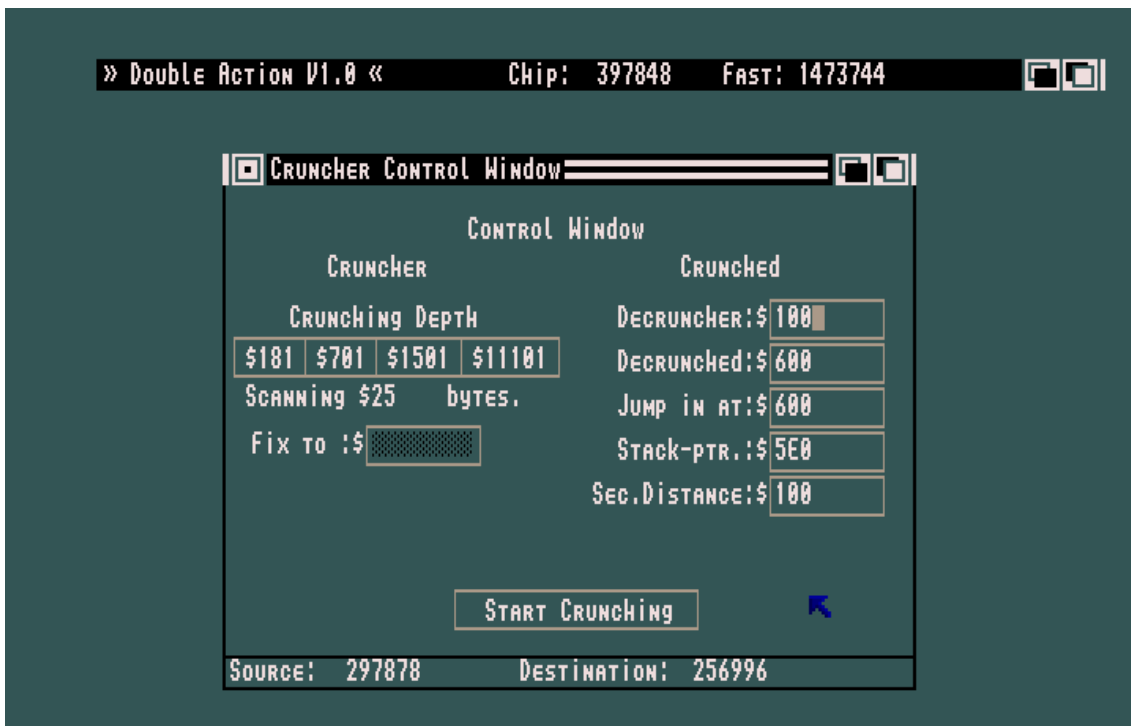 » Double Action V1.0 « Chip: 397848 Fast: 1473744
Cruncher Control Window
Control Window
Cruncher Crunched
Crunching Depth
Decruncher:$ 100
$181 $701 $1501 $11101
Decrunched:$ 600
Scanning $25 bytes.
Jump in at:$ 600
Fix to :$
Stack-ptr.:$ 5E0
Sec.Distance:$ 100
Start Crunching
Source: 297878 Destination: 256996